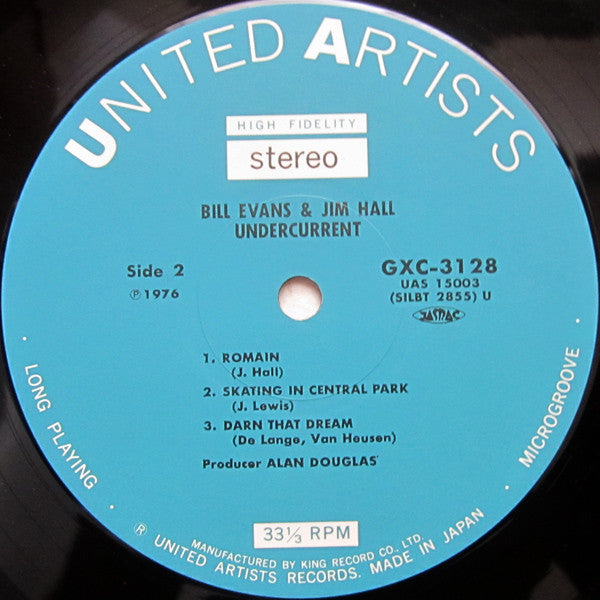 UNITED ARTISTS
HIGH FIDELITY
stereo
BILL EVANS & JIM HALL
UNDERCURRENT
Side 2
Ⓟ1976
GXC-3128
UAS 15003
(SILBT 2855) U
JASRAC
1. ROMAIN
(J. Hall)
2. SKATING IN CENTRAL PARK
(J. Lewis)
3. DARN THAT DREAM
(De Lange, Van Heusen)
Producer ALAN DOUGLAS
· LONG PLAYING ·
MICROGROOVE ·
33⅓ RPM
MANUFACTURED BY KING RECORD CO., LTD.
® UNITED ARTISTS RECORDS. MADE IN JAPAN ·